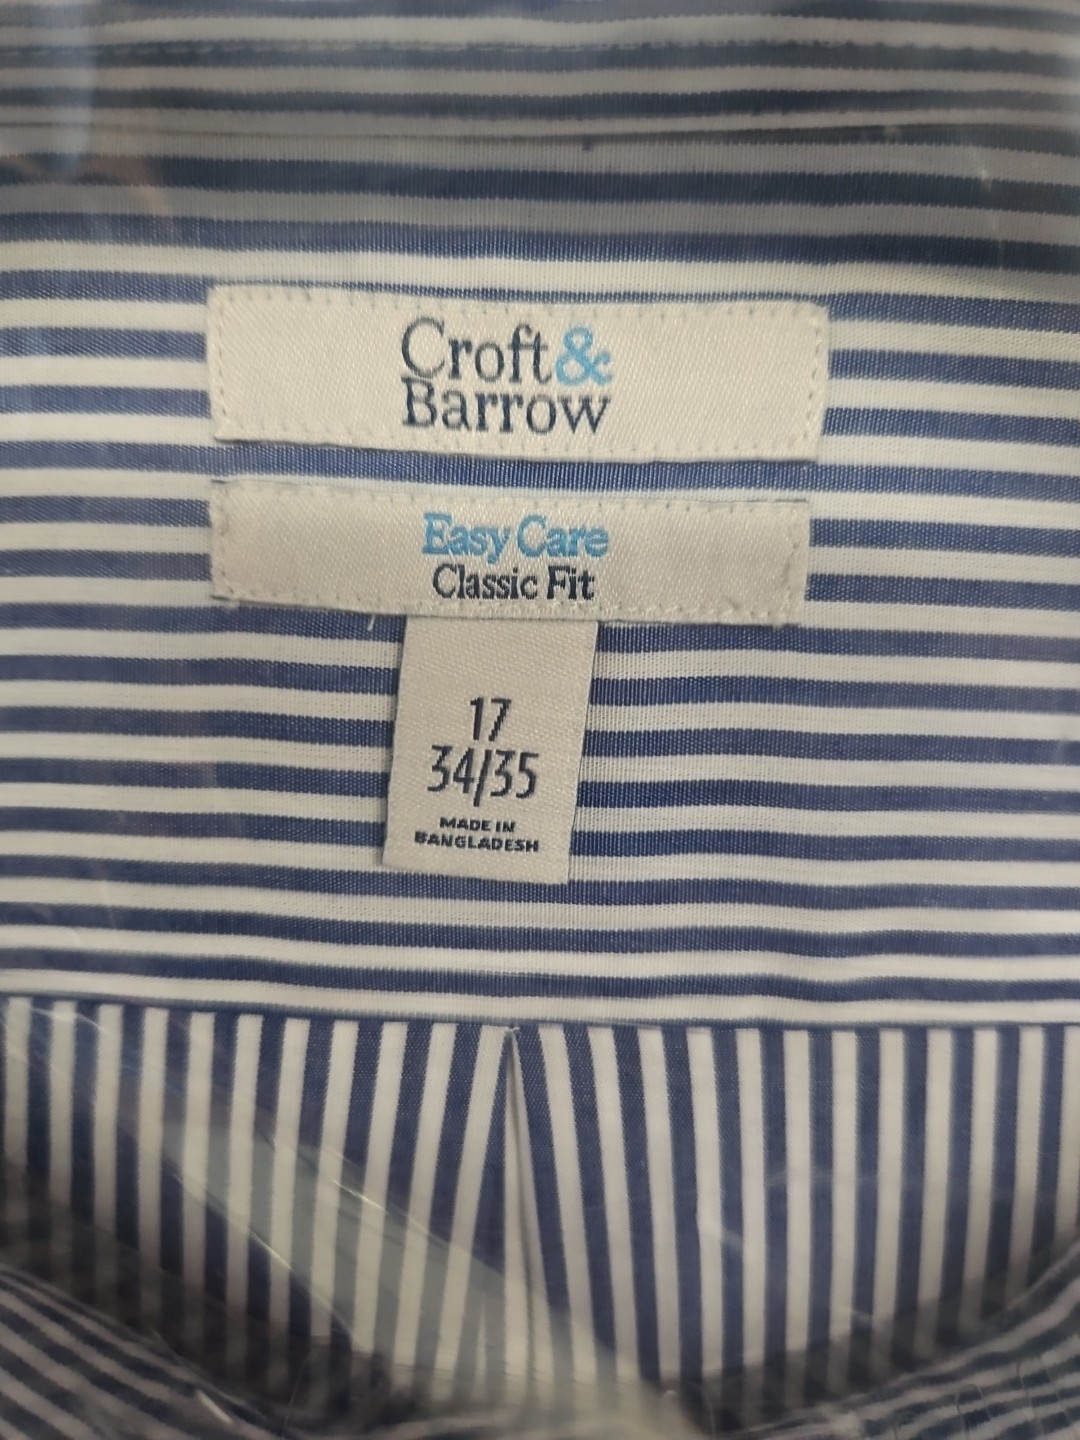 Croft&
Barrow
Easy Care
Classic Fit
17
34/35
MADE IN
BANGLADESH